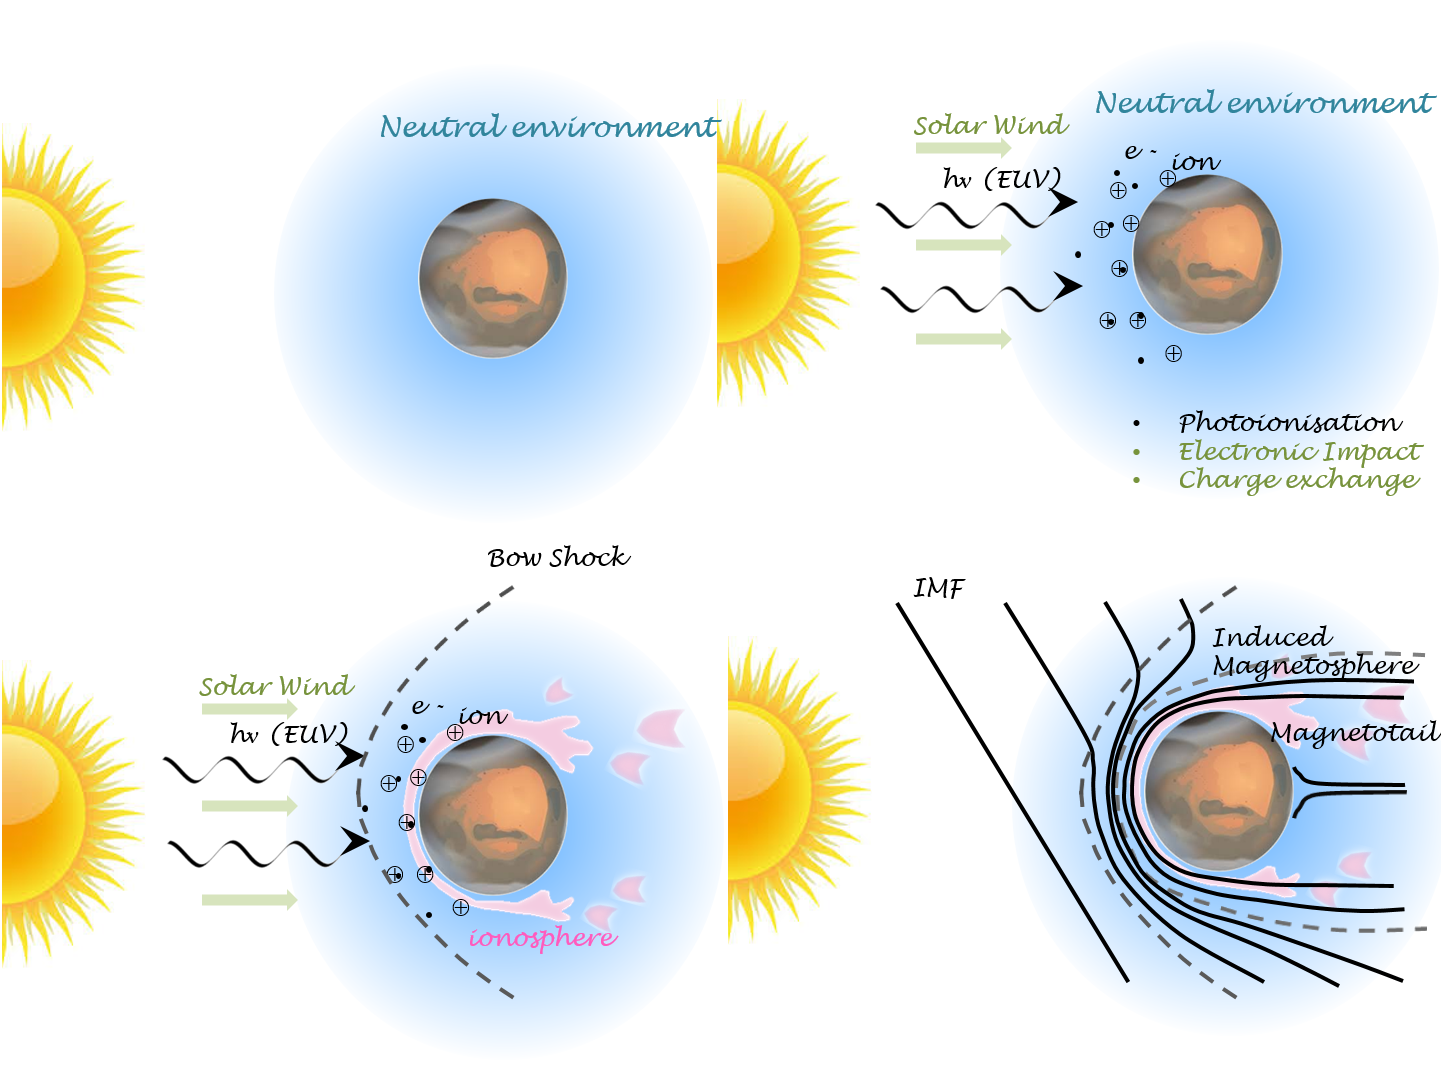 Neutral environment
Neutral environment
Solar Wind
e -
ion
hν (EUV)
• Photoionisation
• Electronic Impact
• Charge exchange
Bow Shock
Solar Wind
e -
ion
hν (EUV)
ionosphere
IMF
Induced
Magnetosphere
Magnetotail